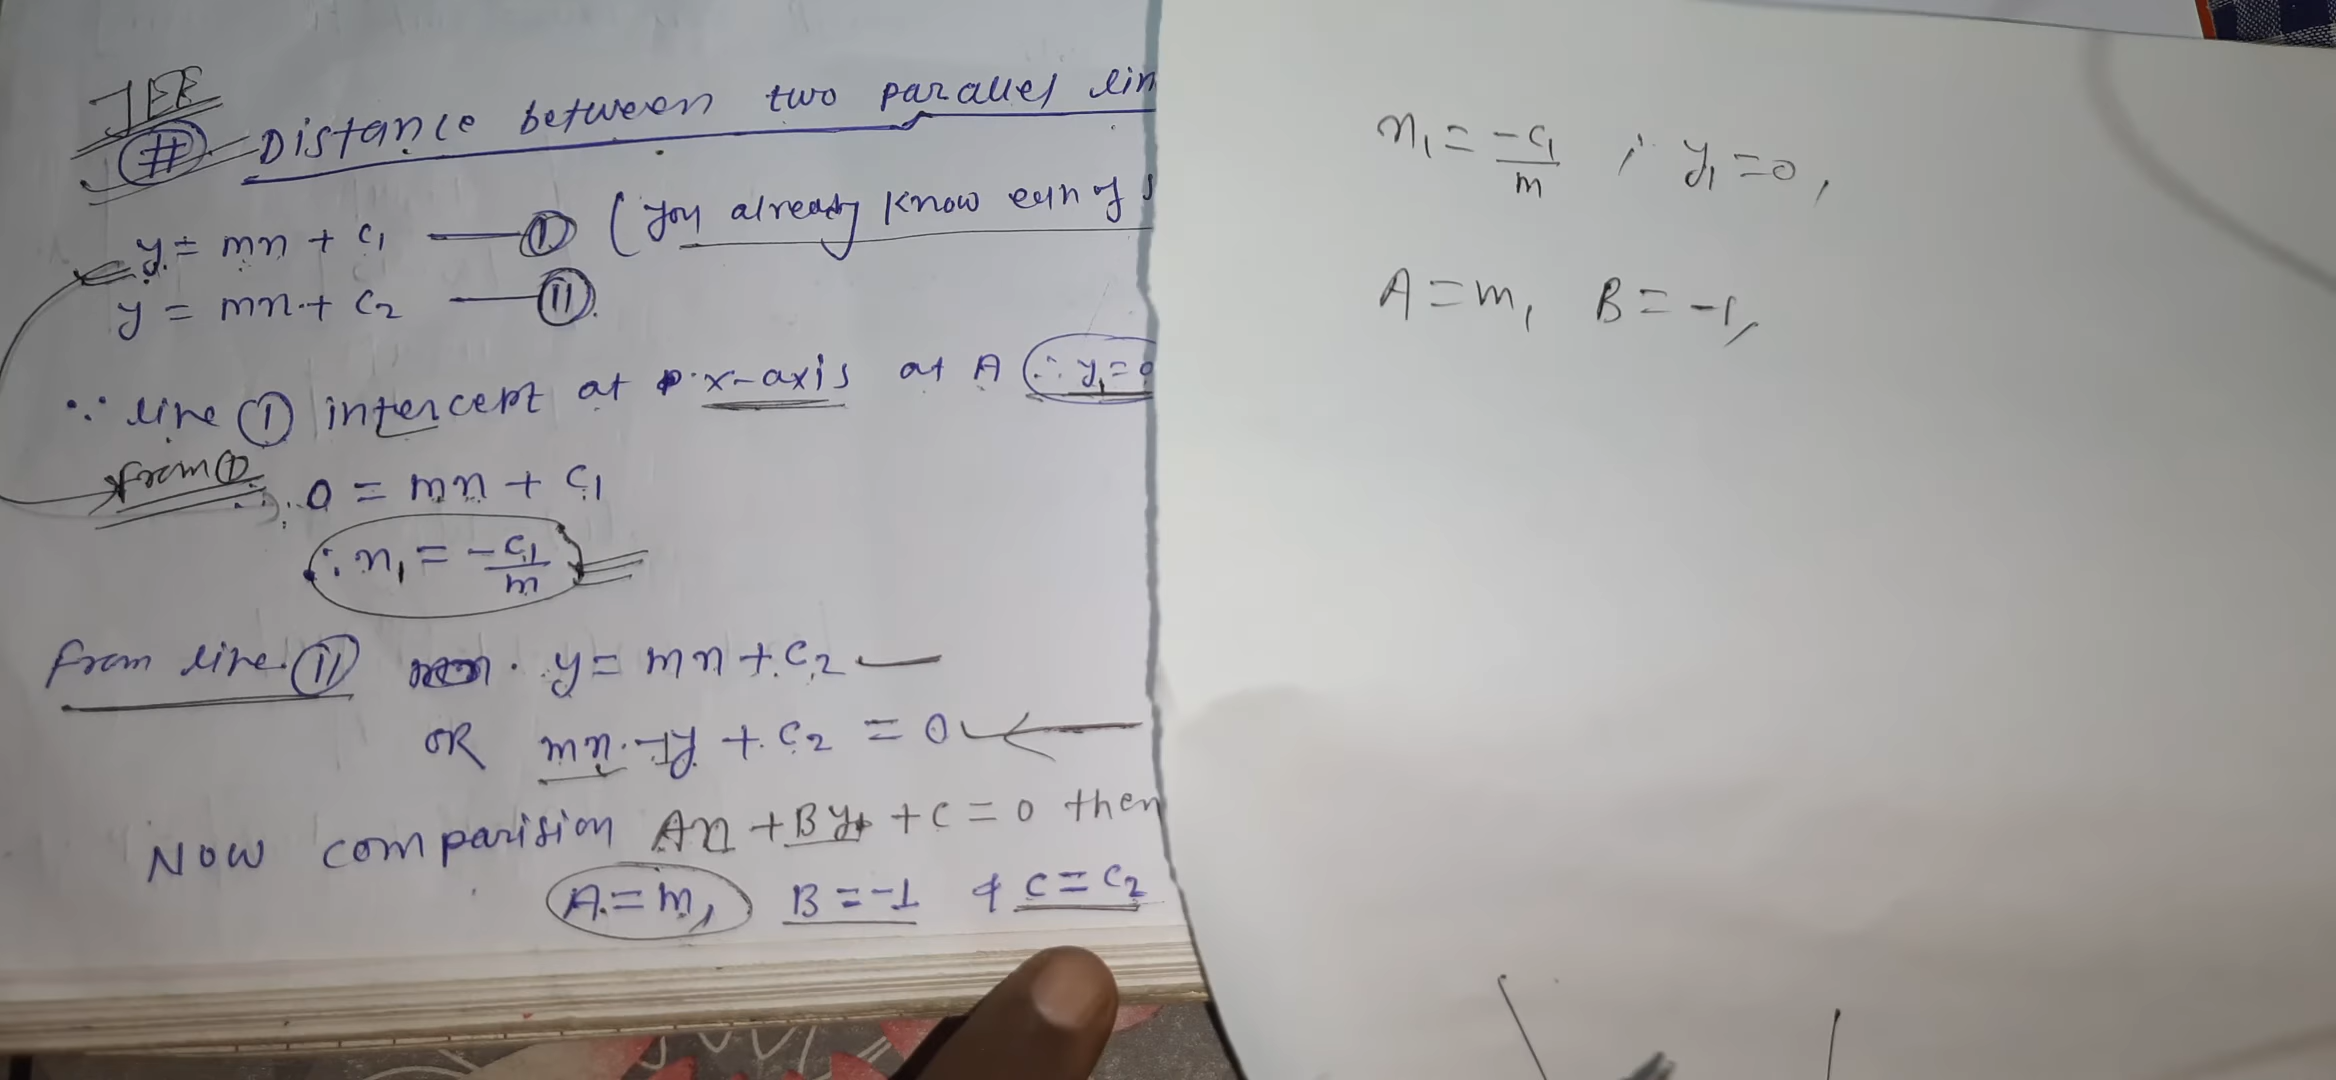 JEE
# Distance between two parallel lin
y = mx + c₁ —— (I) (you already know eqn of s
y = mx + c₂ —— (II)
∵ line (I) intercept at x-axis at A (∴ y₁ = 0
from (I)
∴ 0 = mx + c₁
∴ x₁ = -c₁/m
from line (II) y = mx + c₂ —
OR mx - 1y + c₂ = 0
Now comparision Ax + By + c = 0 then
A = m, B = -1 & c = c₂
x₁ = -c₁/m ; y₁ = 0,
A = m, B = -1,